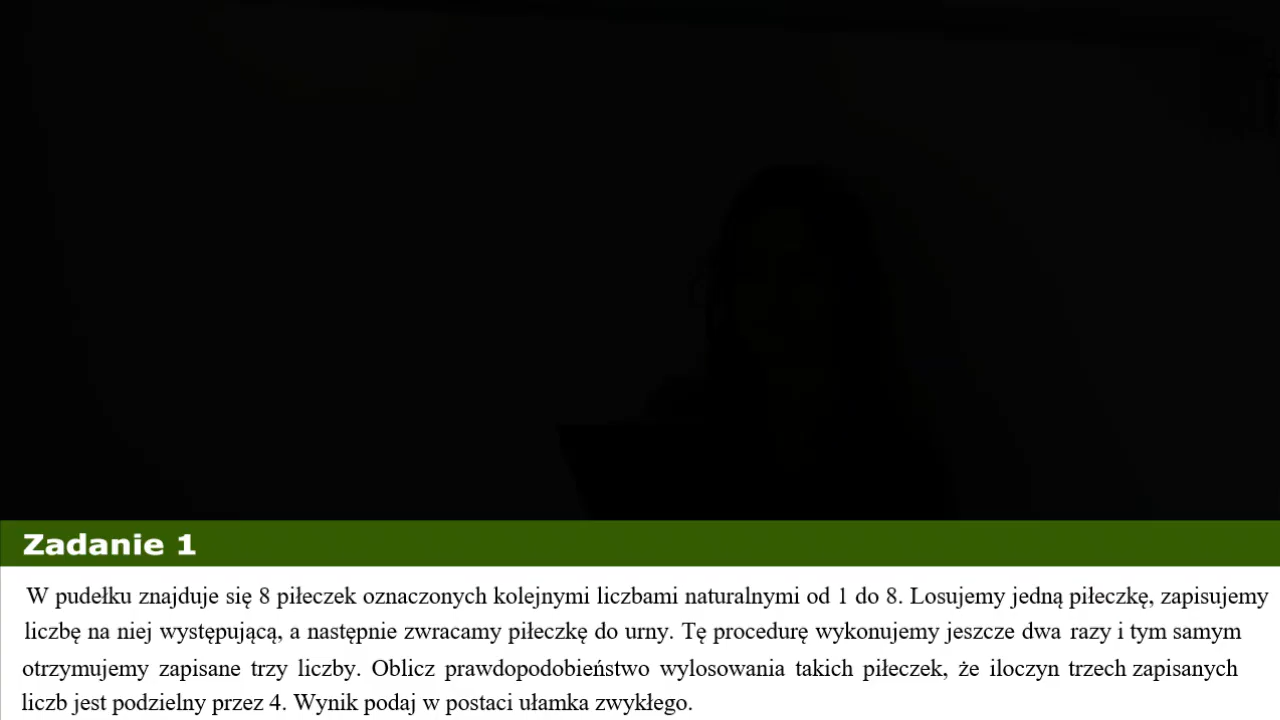 Zadanie 1
W pudełku znajduje się 8 piłeczek oznaczonych kolejnymi liczbami naturalnymi od 1 do 8. Losujemy jedną piłeczkę, zapisujemy
liczbę na niej występującą, a następnie zwracamy piłeczkę do urny. Tę procedurę wykonujemy jeszcze dwa razy i tym samym
otrzymujemy zapisane trzy liczby. Oblicz prawdopodobieństwo wylosowania takich piłeczek, że iloczyn trzech zapisanych
liczb jest podzielny przez 4. Wynik podaj w postaci ułamka zwykłego.